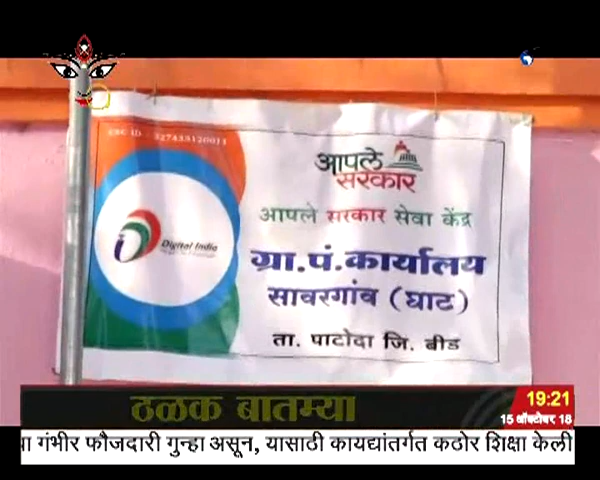 CSC ID
आपले
सरकार
आपले सरकार सेवा केंद्र
Digital India
ग्रा.पं.कार्यालय
सावरगांव (घाट)
ता. पाटोदा जि. बीड
ठळक बातम्या
19:21
15 ऑक्टोबर 18
गंभीर फौजदारी गुन्हा असून, यासाठी कायद्यांतर्गत कठोर शिक्षा केली